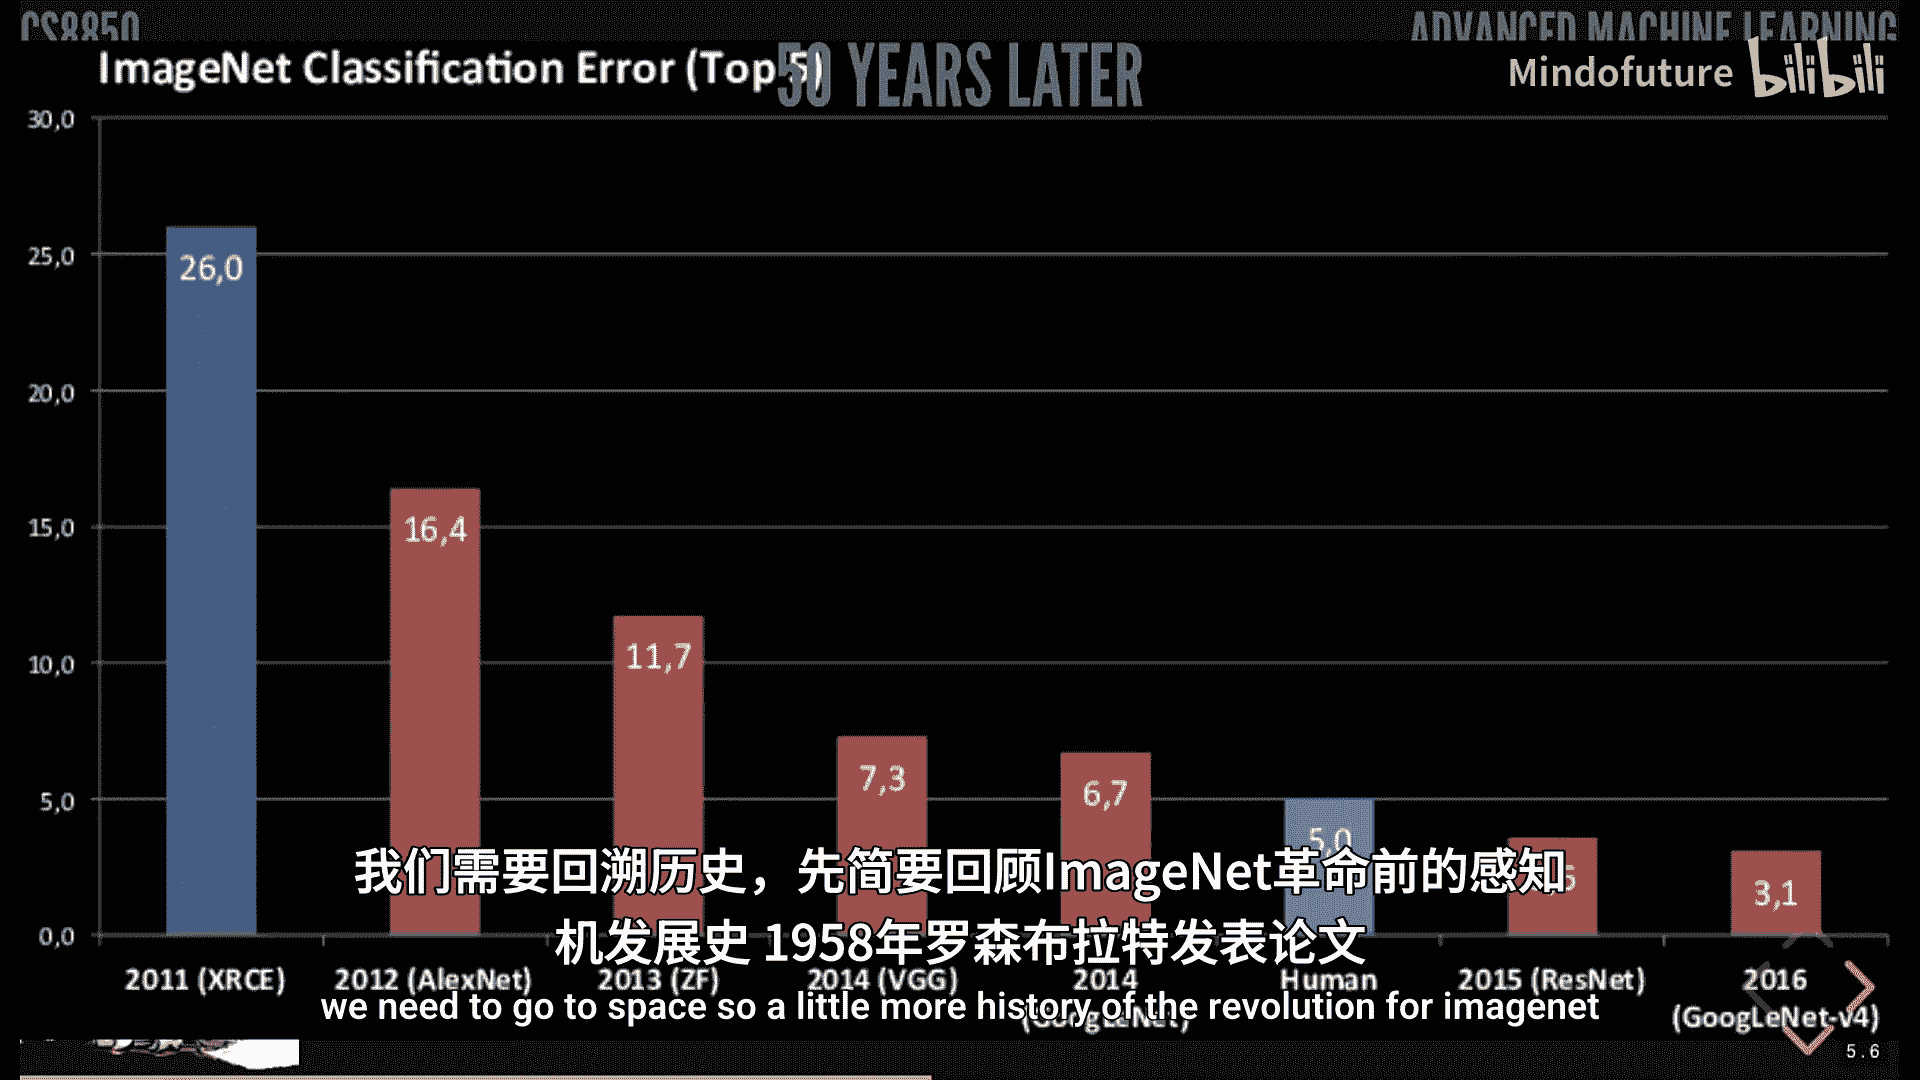 CS8850
ADVANCED MACHINE LEARNING
ImageNet Classification Error (Top 5)
50 YEARS LATER
Mindofuture bilibili
30,0
25,0
20,0
15,0
10,0
5,0
0,0
26,0
16,4
11,7
7,3
6,7
5,0
3,1
我们需要回溯历史，先简要回顾ImageNet革命前的感知
机发展史 1958年罗森布拉特发表论文
2011 (XRCE)
2012 (AlexNet)
2013 (ZF)
2014 (VGG)
2014
(GoogLeNet)
Human
2015 (ResNet)
2016
(GoogLeNet-v4)
we need to go to space so a little more history of the revolution for imagenet
5.6